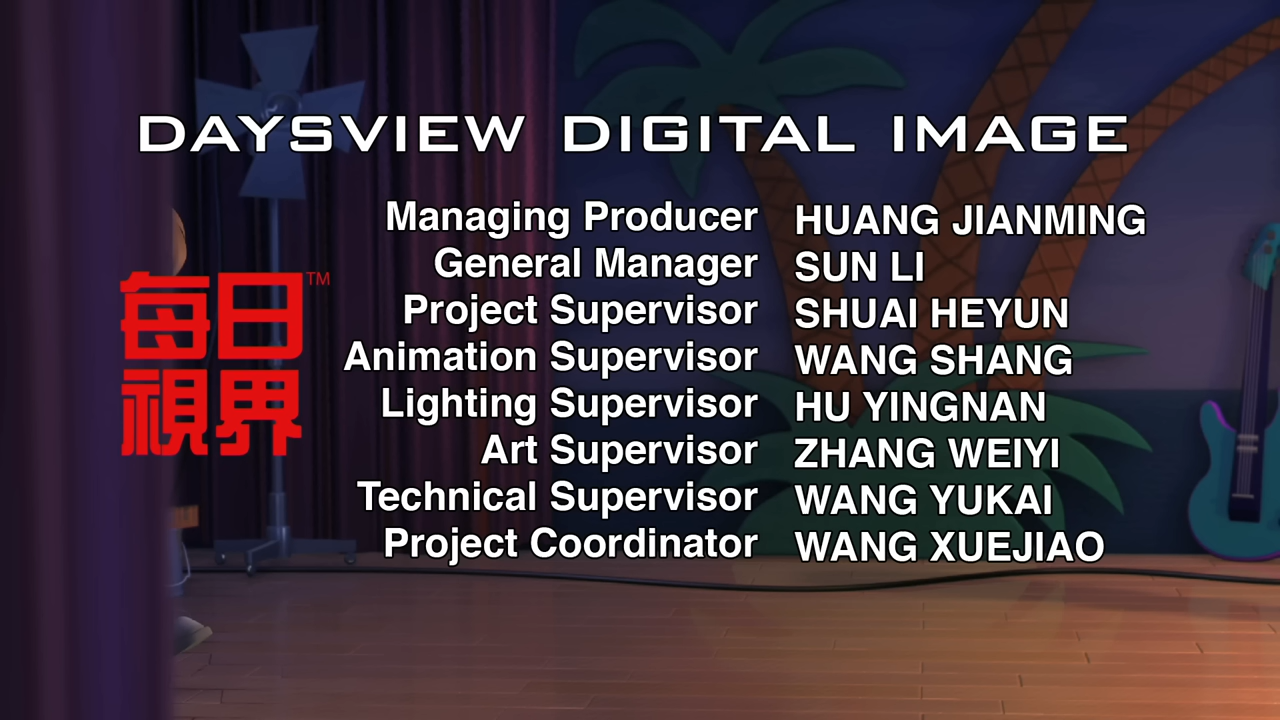 DAYSVIEW DIGITAL IMAGE
每日™
視界
Managing Producer HUANG JIANMING
General Manager SUN LI
Project Supervisor SHUAI HEYUN
Animation Supervisor WANG SHANG
Lighting Supervisor HU YINGNAN
Art Supervisor ZHANG WEIYI
Technical Supervisor WANG YUKAI
Project Coordinator WANG XUEJIAO